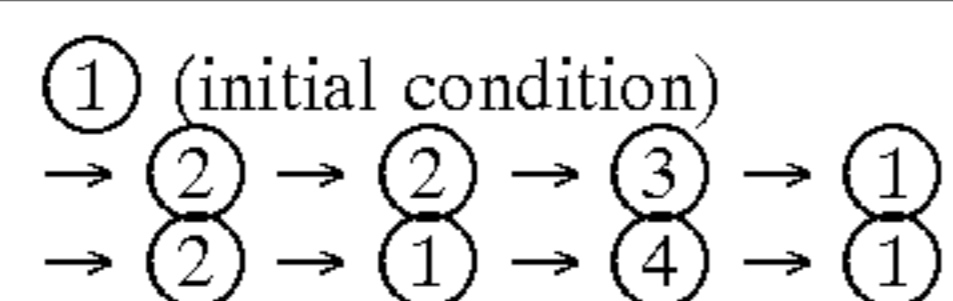 ① (initial condition)
→ ② → ② → ③ → ①
→ ② → ① → ④ → ①